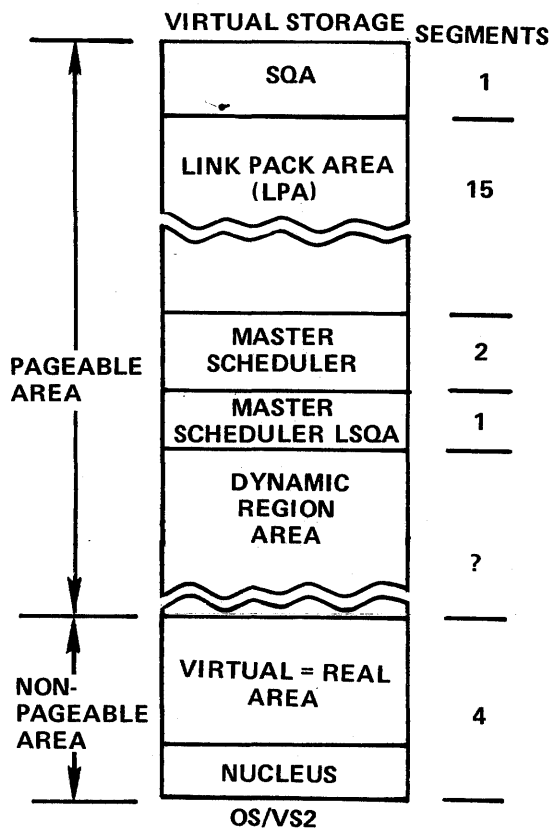 VIRTUAL STORAGE
SEGMENTS
SQA
1
LINK PACK AREA
(LPA)
15
MASTER
SCHEDULER
2
PAGEABLE
AREA
MASTER
SCHEDULER LSQA
1
DYNAMIC
REGION
AREA
?
VIRTUAL = REAL
AREA
NON-
PAGEABLE
AREA
4
NUCLEUS
OS/VS2